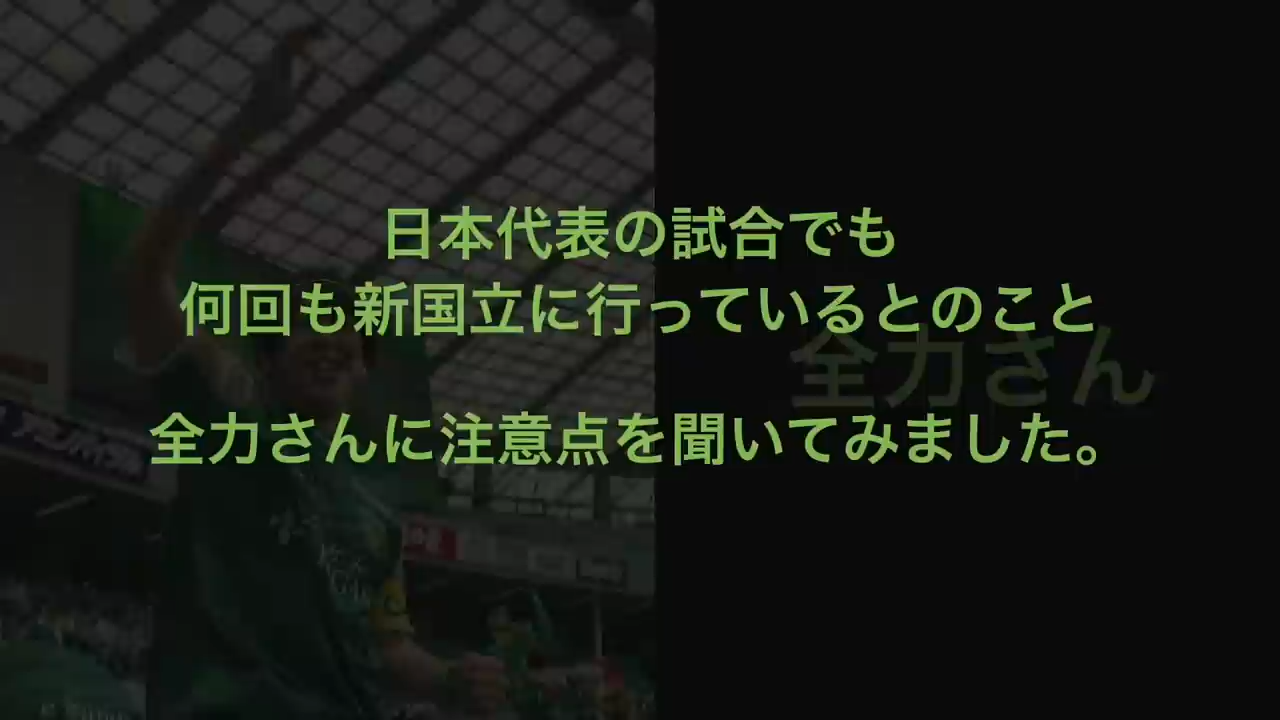 日本代表の試合でも
何回も新国立に行っているとのこと
全力さん
全力さんに注意点を聞いてみました。